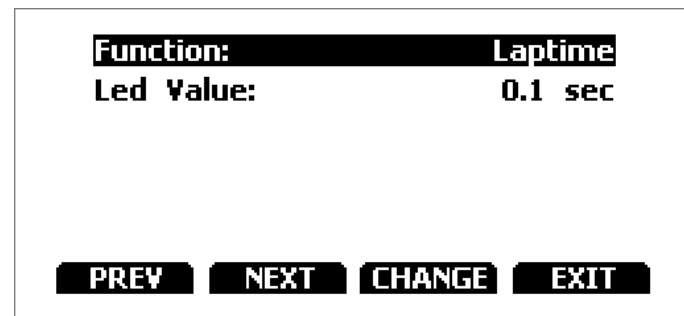 Function: Laptime
Led Value: 0.1 sec
PREV NEXT CHANGE EXIT